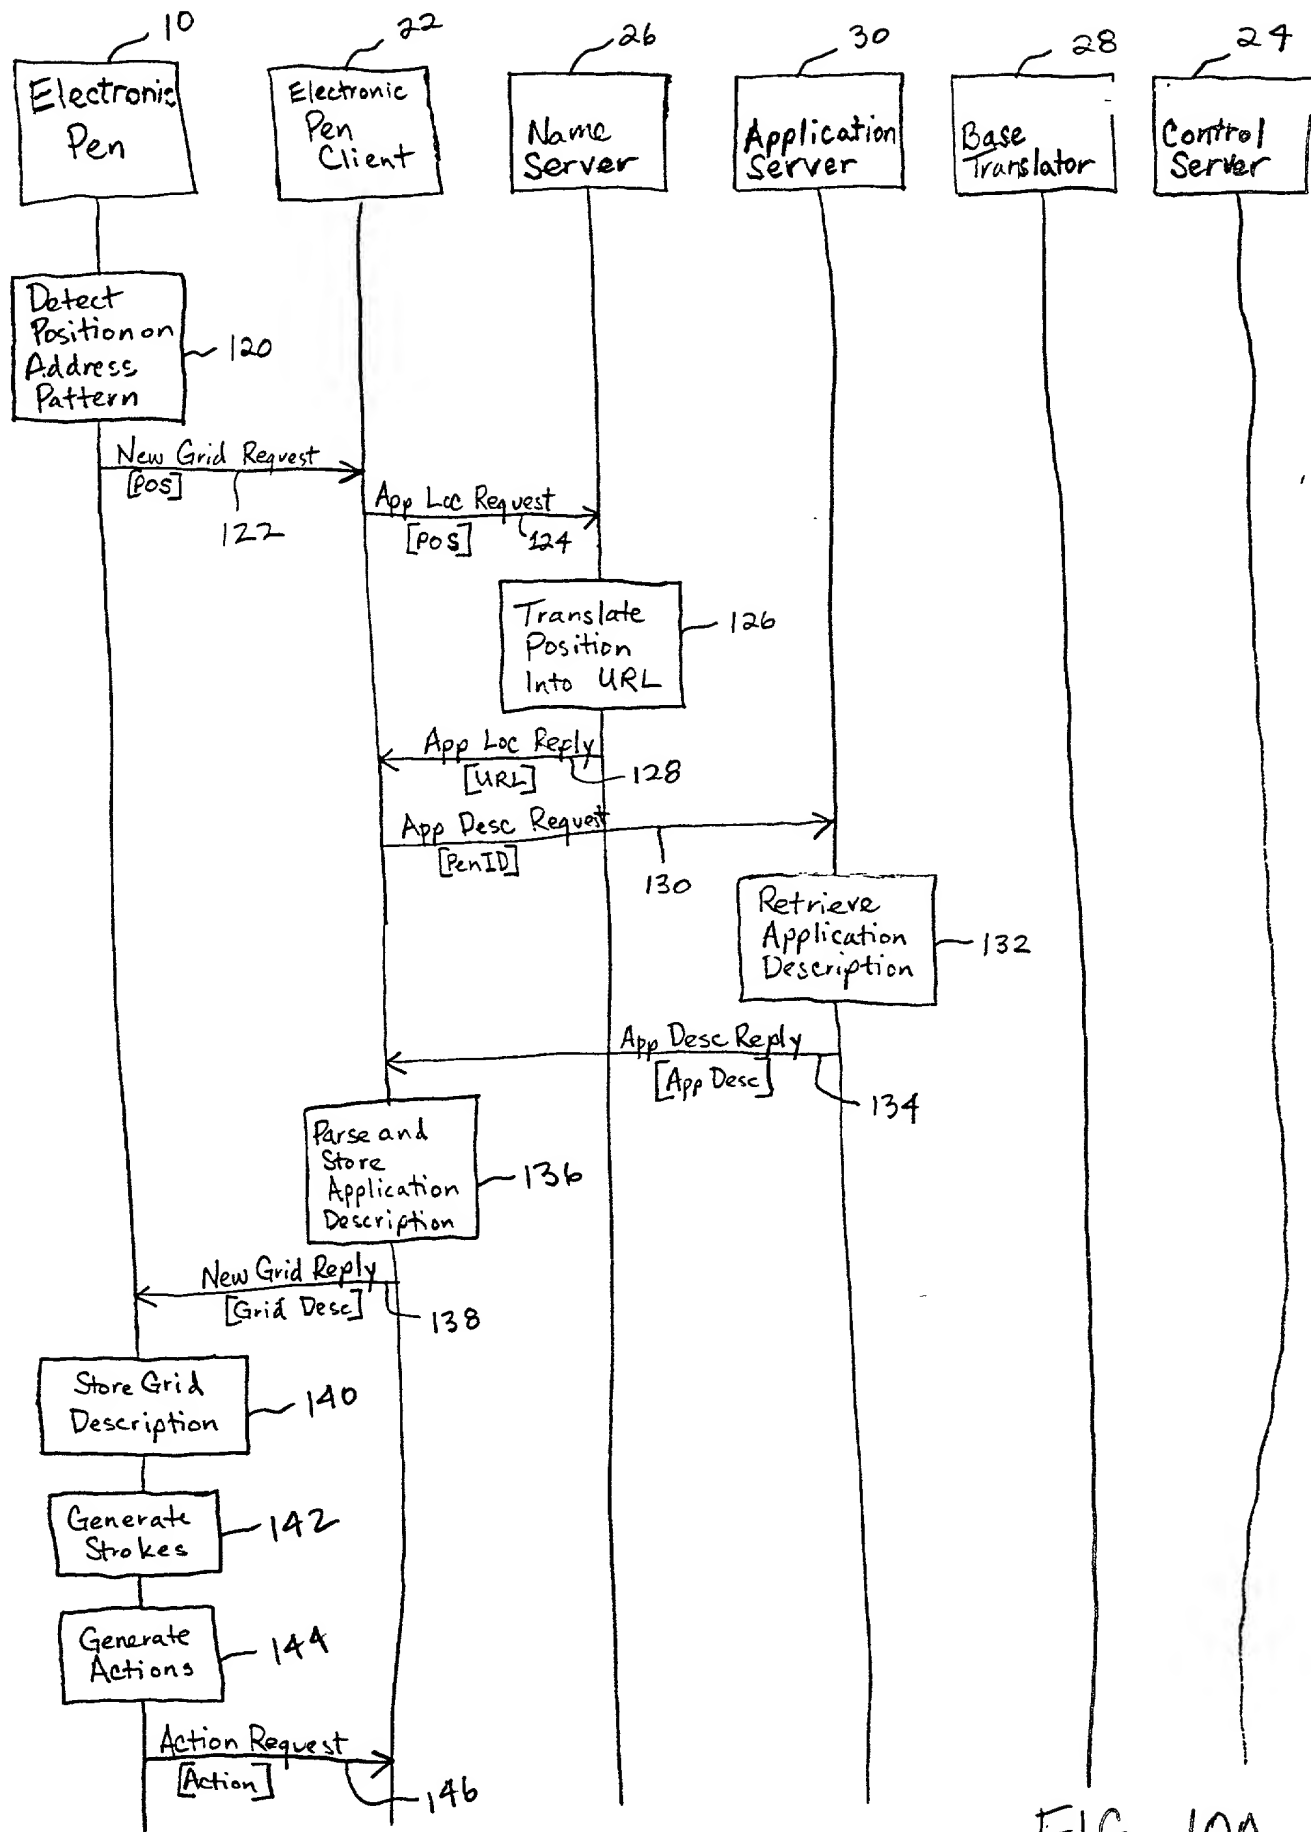 10
22
26
30
28
24
Electronic
Pen
Electronic
Pen
Client
Name
Server
Application
Server
Base
Translator
Control
Server
Detect
Position on
Address
Pattern
120
New Grid Request
[POS]
122
App Loc Request
[POS]
124
Translate
Position
Into URL
126
App Loc Reply
[URL]
128
App Desc Request
[PenID]
130
Retrieve
Application
Description
132
App Desc Reply
[App Desc]
134
Parse and
Store
Application
Description
136
New Grid Reply
[Grid Desc]
138
Store Grid
Description
140
Generate
Strokes
142
Generate
Actions
144
Action Request
[Action]
146
FIG. 10A